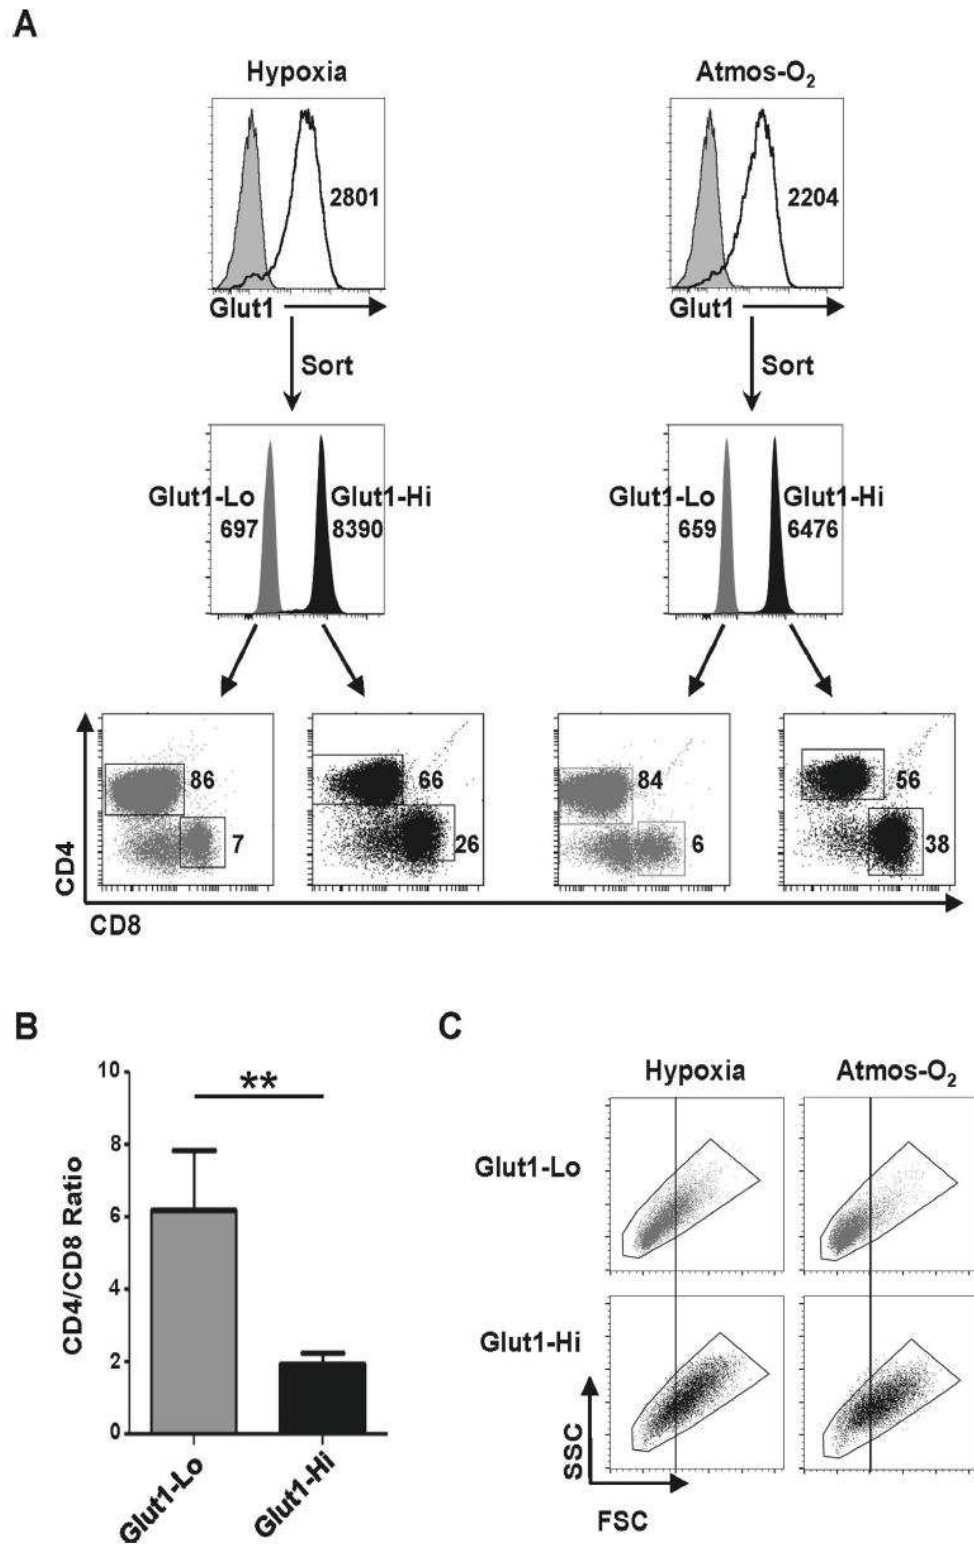 A
Hypoxia
Atmos-O₂
2801
2204
Glut1
Glut1
Sort
Sort
Glut1-Lo
697
Glut1-Hi
8390
Glut1-Lo
659
Glut1-Hi
6476
86
7
66
26
84
6
56
38
CD4
CD8
B
10
8
6
4
2
0
CD4/CD8 Ratio
**
Glut1-Lo
Glut1-Hi
C
Hypoxia
Atmos-O₂
Glut1-Lo
Glut1-Hi
SSC
FSC